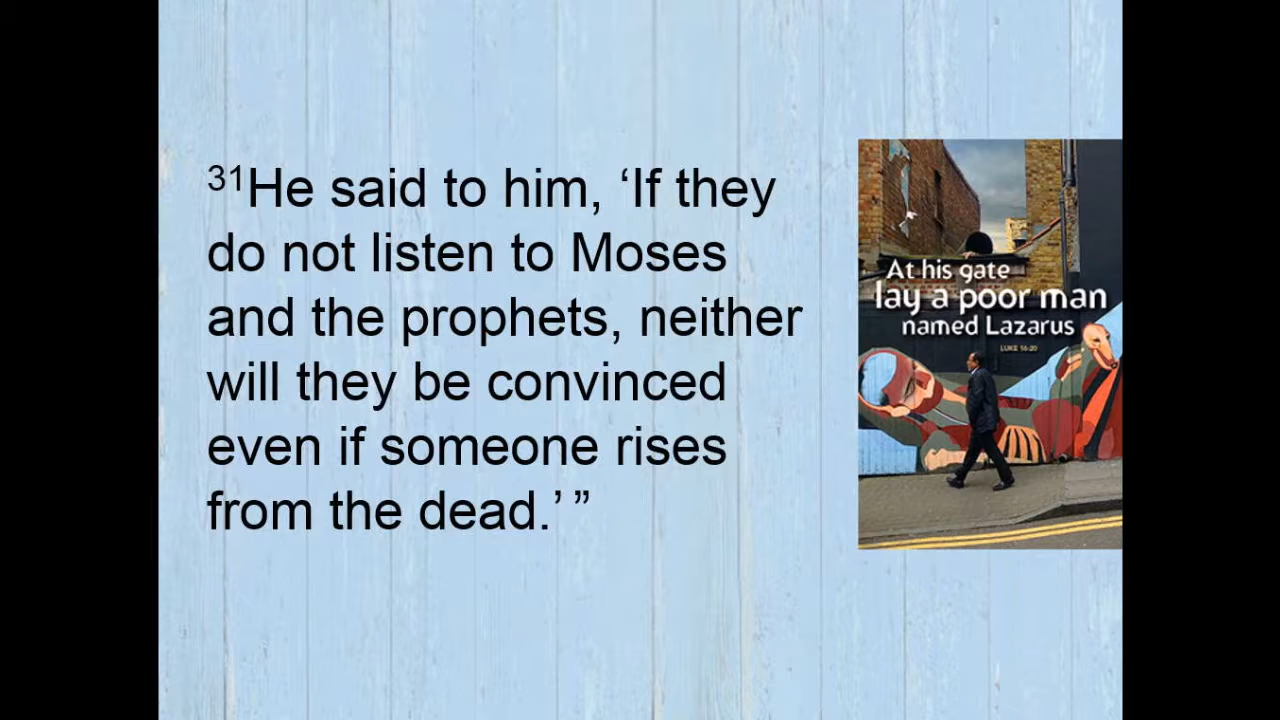 31He said to him, ‘If they
do not listen to Moses
and the prophets, neither
will they be convinced
even if someone rises
from the dead.’ ”
At his gate
lay a poor man
named Lazarus
LUKE 16:20